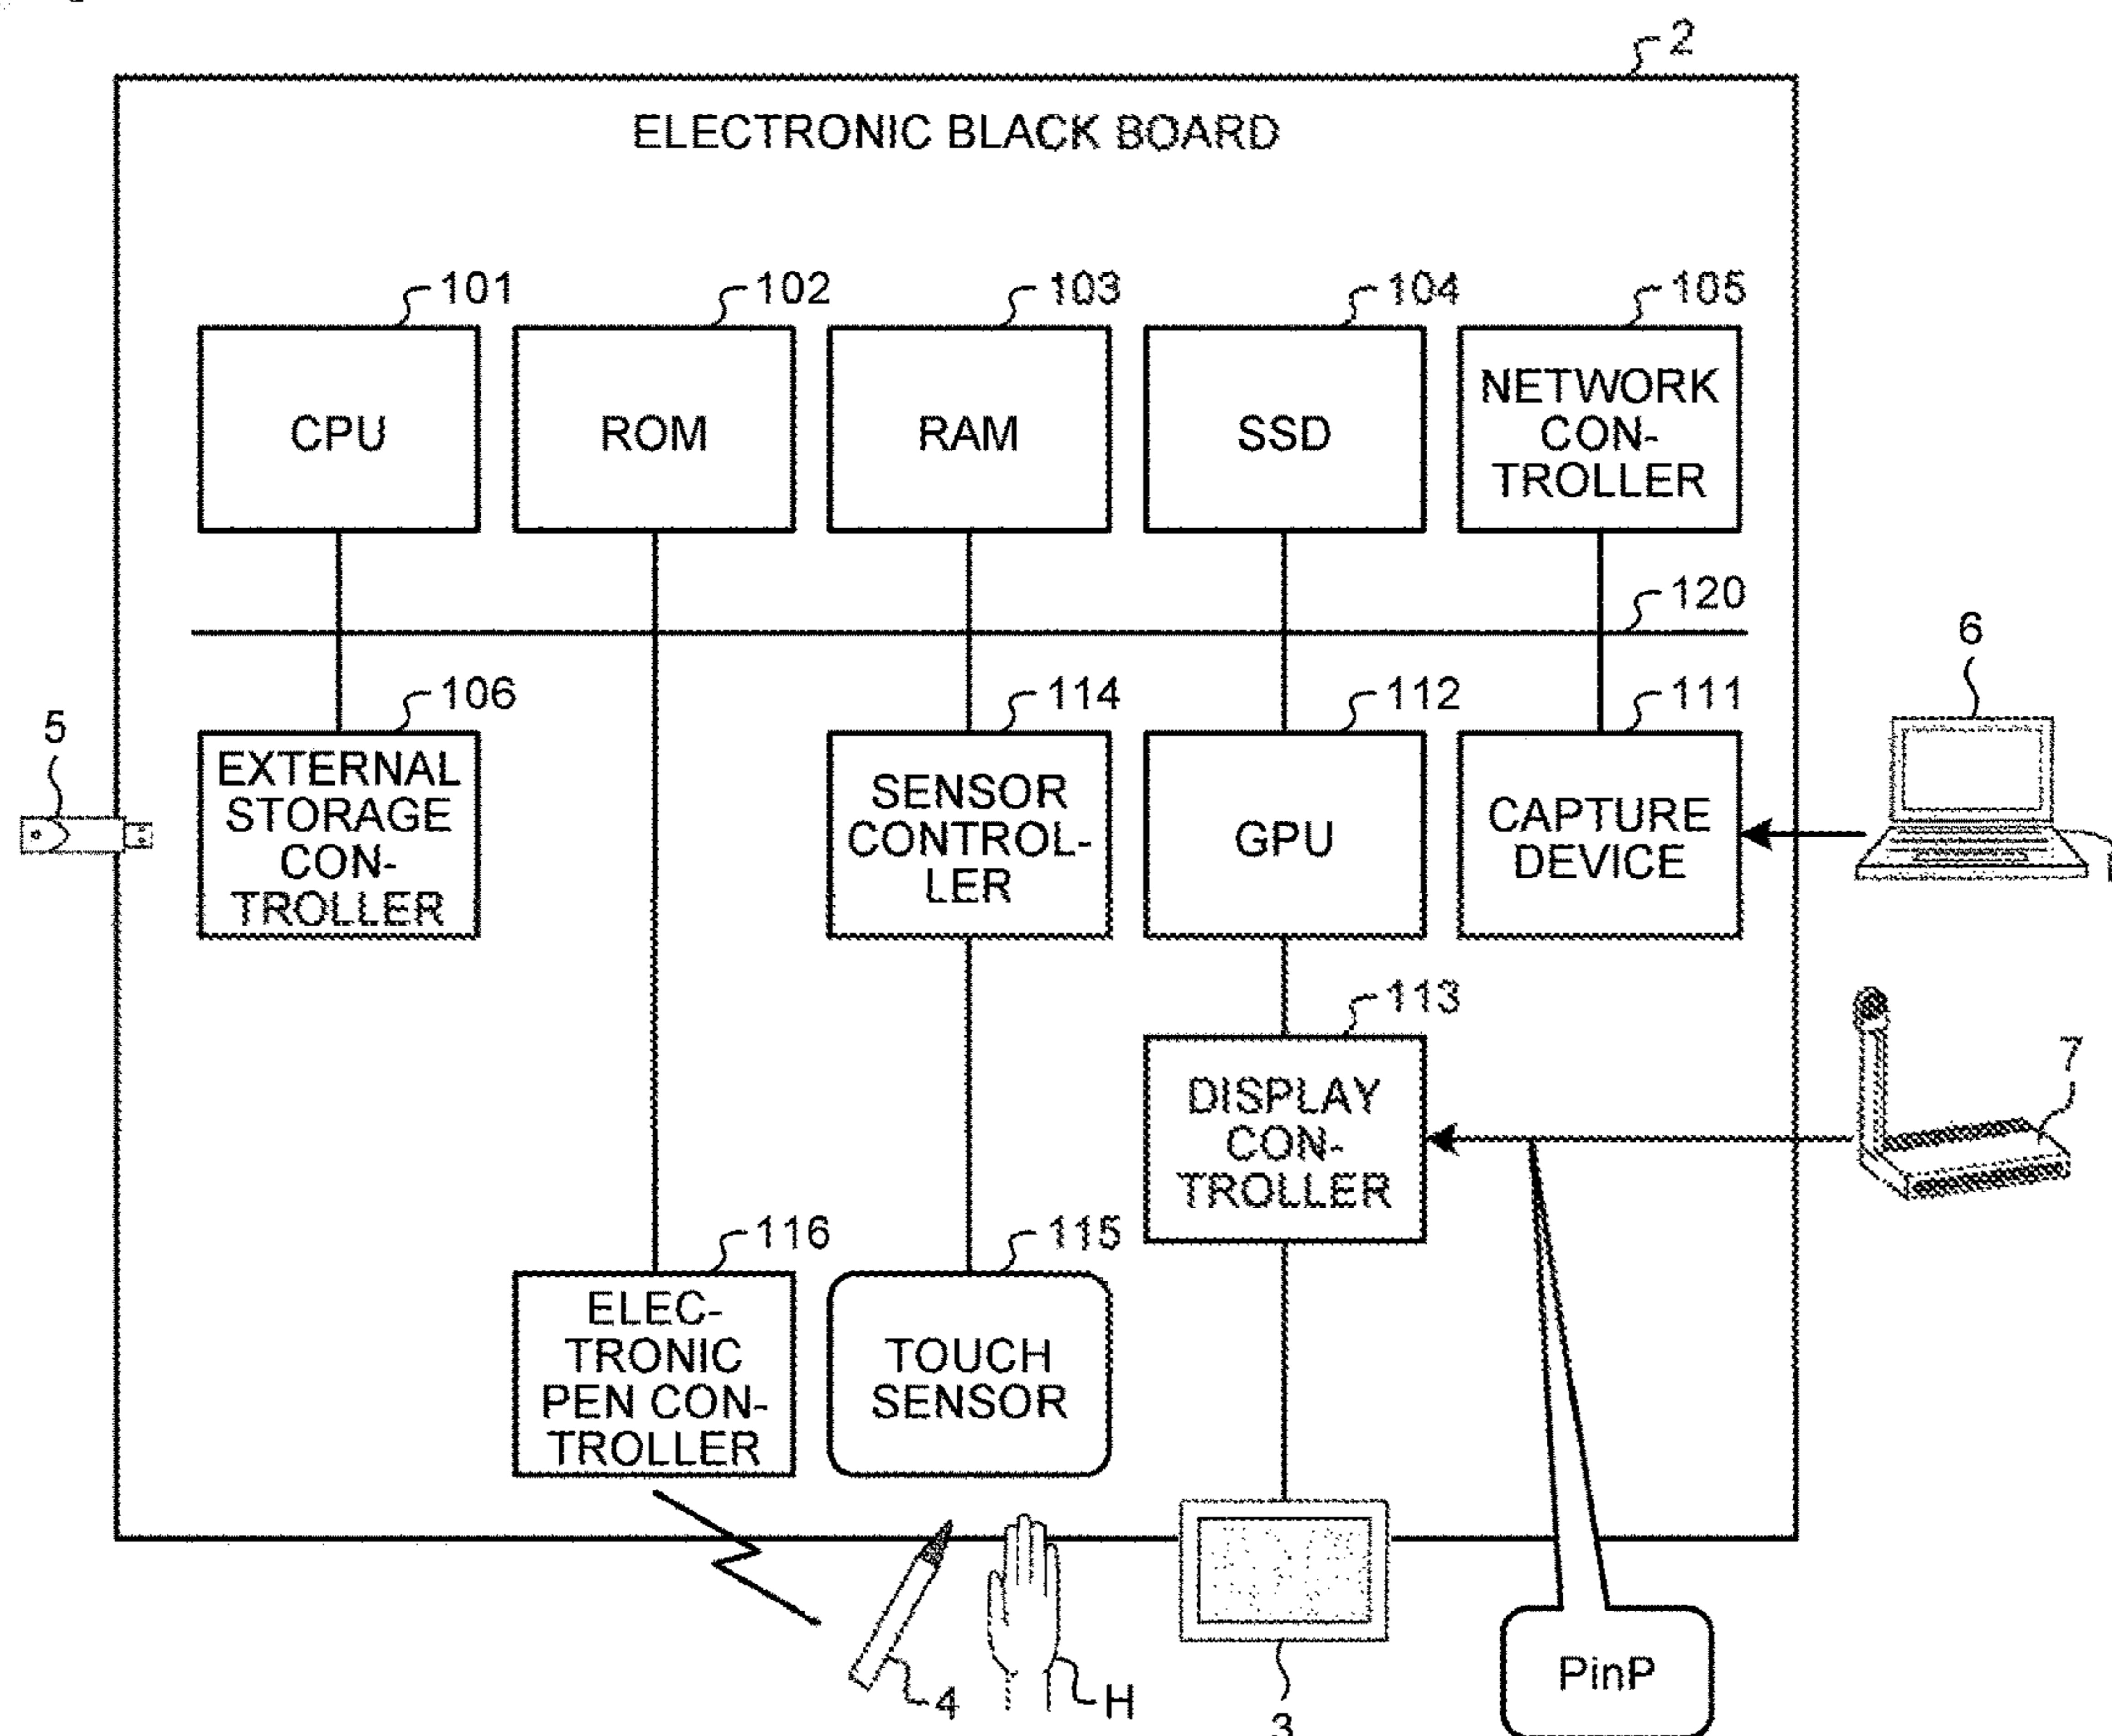 2
ELECTRONIC BLACK BOARD
101
102
103
104
105
CPU
ROM
RAM
SSD
NETWORK
CON-
TROLLER
120
106
114
112
111
6
5
EXTERNAL
STORAGE
CON-
TROLLER
SENSOR
CONTROL-
LER
GPU
CAPTURE
DEVICE
113
7
DISPLAY
CON-
TROLLER
116
115
ELEC-
TRONIC
PEN CON-
TROLLER
TOUCH
SENSOR
4
H
3
PinP